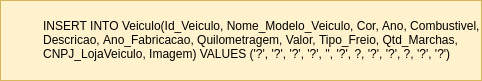 INSERT INTO Veiculo(Id_Veiculo, Nome_Modelo_Veiculo, Cor, Ano, Combustivel,
Descricao, Ano_Fabricacao, Quilometragem, Valor, Tipo_Freio, Qtd_Marchas,
CNPJ_LojaVeiculo, Imagem) VALUES ('?', '?', '?', '?', '', '?', ?, '?', '?', ?, '?', '?')